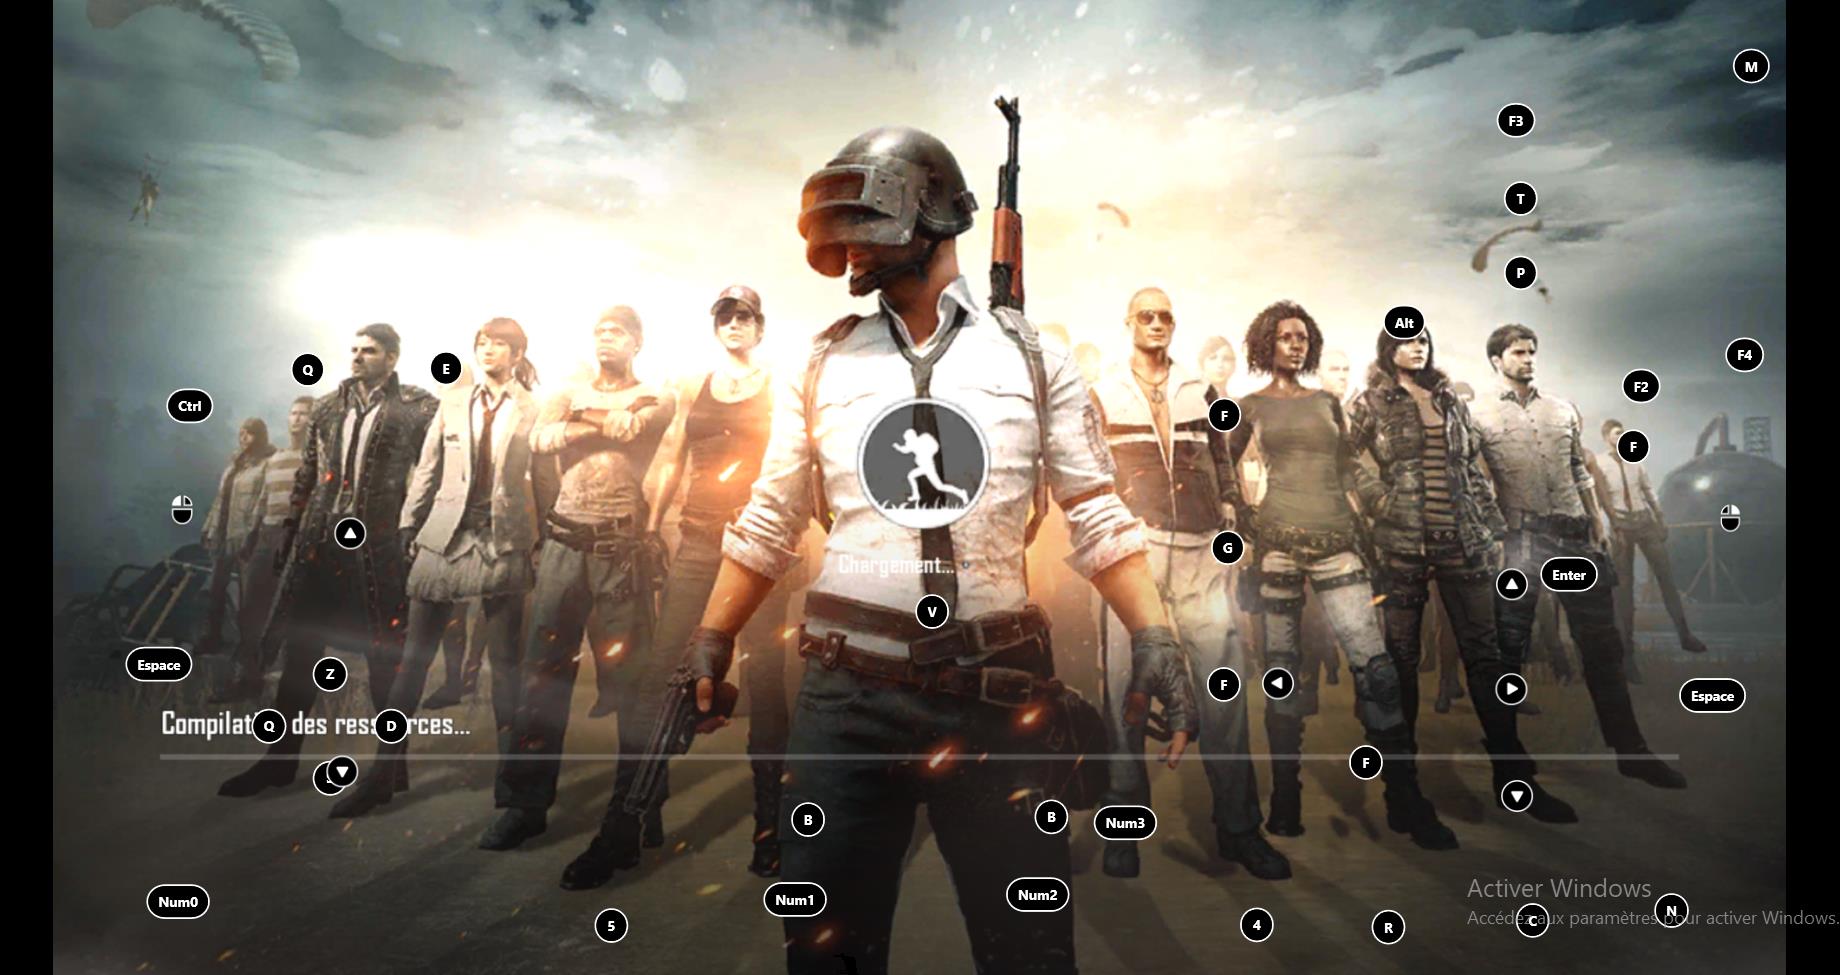 M
F3
T
P
Alt
F4
Q
E
F2
Ctrl
F
F
G
Chargement...
Enter
V
Espace
Z
F
Espace
Compilat Q des res D rces...
F
B
B
Num3
Activer Windows
Num0
Num1
Num2
5
4
R
C
N
Accédez aux paramètres pour activer Windows.